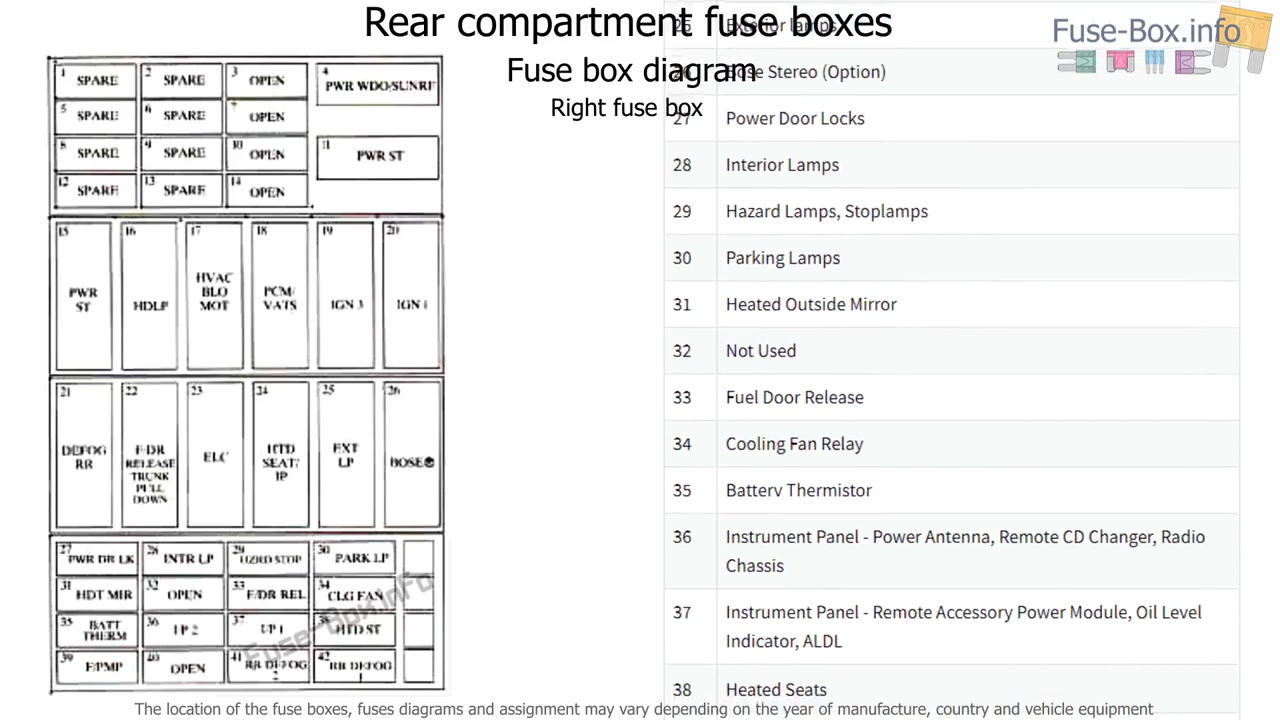 Rear compartment fuse boxes
Fuse box diagram
Right fuse box
Fuse-Box.info
1 SPARE
2 SPARE
3 OPEN
4 PWR WDO/SUNRF
5 SPARE
6 SPARE
7 OPEN
8 SPARE
9 SPARE
10 OPEN
11 PWR ST
12 SPARE
13 SPARE
14 OPEN
15 PWR ST
16 HDLP
17 HVAC BLO MOT
18 PCM/ VATS
19 IGN 3
20 IGN 1
21 DEFOG RR
22 F/DR RELEASE TRUNK PULL DOWN
23 ELC
24 HTD SEAT/ IP
25 EXT LP
26 BOSE
27 PWR DR LK
28 INTR LP
29 HZRD STOP
30 PARK LP
31 HDT MIR
32 OPEN
33 F/DR REL
34 CLG FAN
35 BATT THERM
36 I/P 2
37 I/P 1
38 HTD ST
39 F/PMP
40 OPEN
41 RR DEFOG 2
42 RR DEFOG 1
Fuse-Box.info
25 Exterior lamps
26 Bose Stereo (Option)
27 Power Door Locks
28 Interior Lamps
29 Hazard Lamps, Stoplamps
30 Parking Lamps
31 Heated Outside Mirror
32 Not Used
33 Fuel Door Release
34 Cooling Fan Relay
35 Battery Thermistor
36 Instrument Panel - Power Antenna, Remote CD Changer, Radio
Chassis
37 Instrument Panel - Remote Accessory Power Module, Oil Level
Indicator, ALDL
38 Heated Seats
The location of the fuse boxes, fuses diagrams and assignment may vary depending on the year of manufacture, country and vehicle equipment